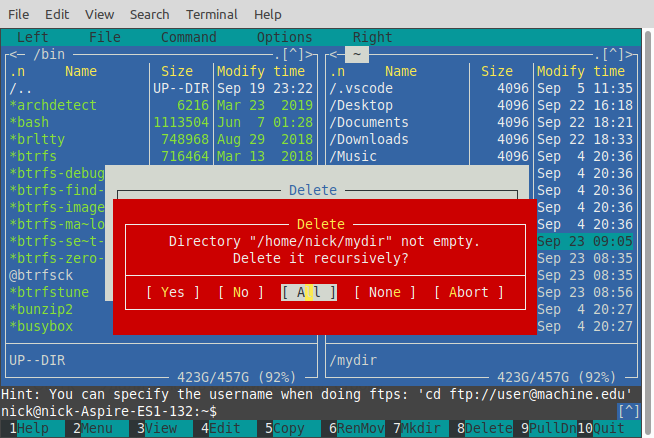 File Edit View Search Terminal Help
Left File Command Options Right
<─ /bin .[^]> <─ ~ .[^]>
.n Name Size Modify time .n Name Size Modify time
/.. UP--DIR Sep 19 23:22 /.vscode 4096 Sep 5 11:35
*archdetect 6216 Mar 23 2019 /Desktop 4096 Sep 22 16:18
*bash 1113504 Jun 7 01:28 /Documents 4096 Sep 22 18:21
*brltty 748968 Aug 29 2018 /Downloads 4096 Sep 22 18:33
*btrfs 716464 Mar 13 2018 /Music 4096 Sep 4 20:36
*btrfs-debug Sep 4 20:36
*btrfs-find- Delete Sep 4 20:36
*btrfs-image Sep 4 20:36
*btrfs-ma~lo Delete Sep 4 20:36
*btrfs-se~t- Directory "/home/nick/mydir" not empty. Sep 23 09:05
*btrfs-zero- Delete it recursively? Sep 23 08:35
@btrfsck Sep 23 08:35
*btrfstune [ Yes ] [ No ] [ All ] [ None ] [ Abort ] Sep 23 08:56
*bunzip2 Sep 4 20:27
*busybox Sep 4 20:27
UP--DIR /mydir
423G/457G (92%) 423G/457G (92%)
Hint: You can specify the username when doing ftps: 'cd ftp://user@machine.edu'
nick@nick-Aspire-ES1-132:~$ [^]
1Help 2Menu 3View 4Edit 5Copy 6RenMov 7Mkdir 8Delete 9PullDn 10Quit